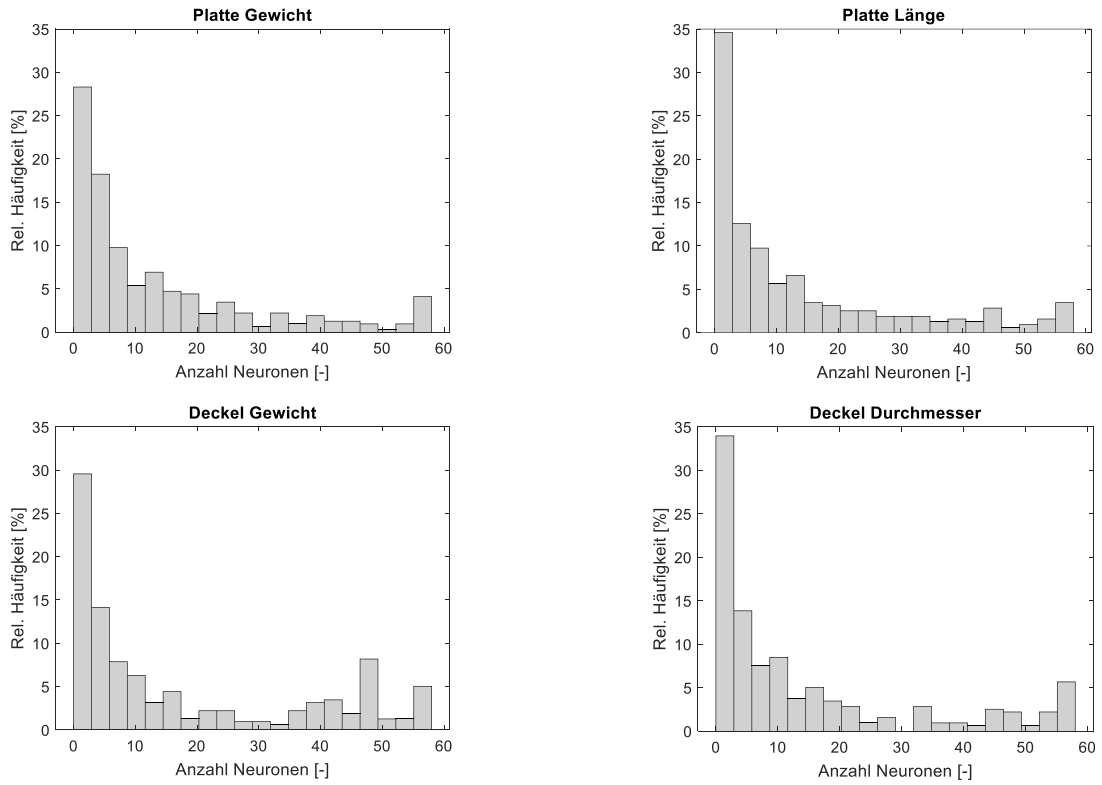 Platte Gewicht
35
30
25
20
15
10
5
0
Rel. Häufigkeit [%]
0 10 20 30 40 50 60
Anzahl Neuronen [-]
Platte Länge
35
30
25
20
15
10
5
0
Rel. Häufigkeit [%]
0 10 20 30 40 50 60
Anzahl Neuronen [-]
Deckel Gewicht
35
30
25
20
15
10
5
0
Rel. Häufigkeit [%]
0 10 20 30 40 50 60
Anzahl Neuronen [-]
Deckel Durchmesser
35
30
25
20
15
10
5
0
Rel. Häufigkeit [%]
0 10 20 30 40 50 60
Anzahl Neuronen [-]